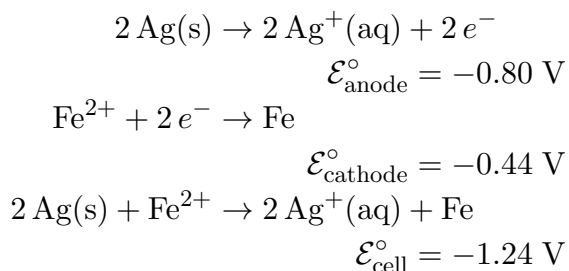 2 Ag(s) → 2 Ag⁺(aq) + 2 e⁻
ℰ°anode = −0.80 V
Fe²⁺ + 2 e⁻ → Fe
ℰ°cathode = −0.44 V
2 Ag(s) + Fe²⁺ → 2 Ag⁺(aq) + Fe
ℰ°cell = −1.24 V